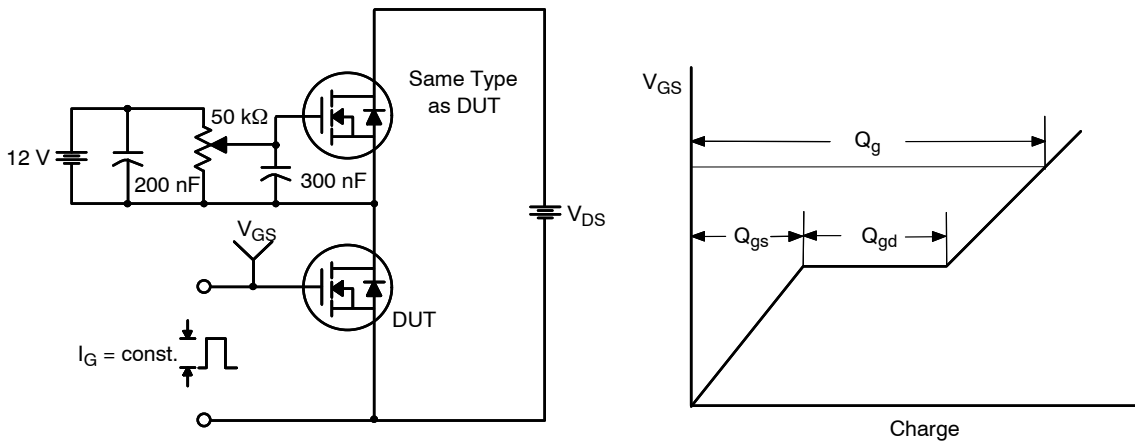 Same Type
as DUT
50 kΩ
12 V
200 nF
300 nF
V_GS
V_DS
DUT
I_G = const.
V_GS
Q_g
Q_gs
Q_gd
Charge